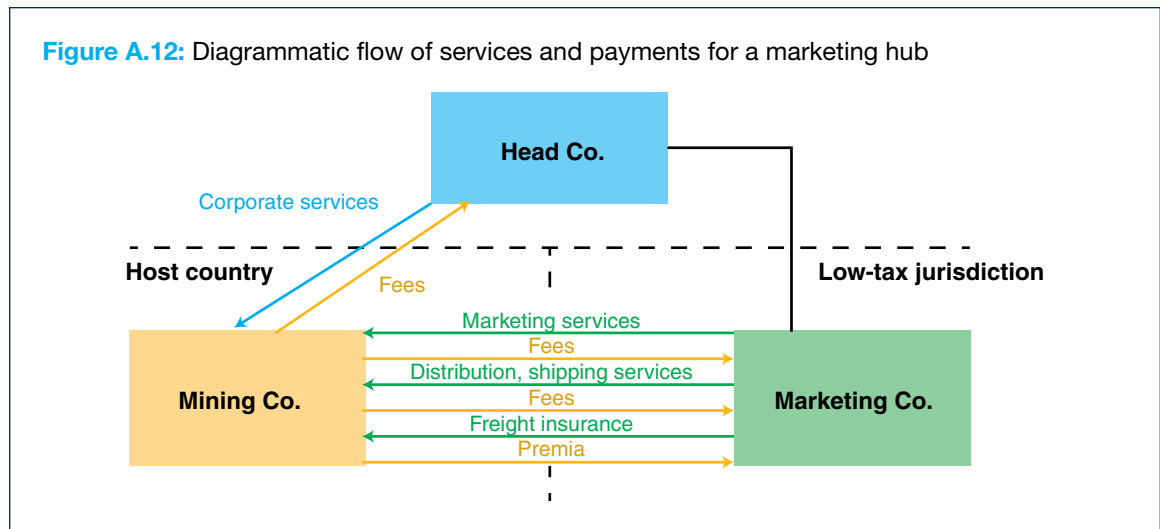 Figure A.12: Diagrammatic flow of services and payments for a marketing hub
Head Co.
Corporate services
Host country
Low-tax jurisdiction
Fees
Marketing services
Fees
Distribution, shipping services
Mining Co.
Marketing Co.
Fees
Freight insurance
Premia